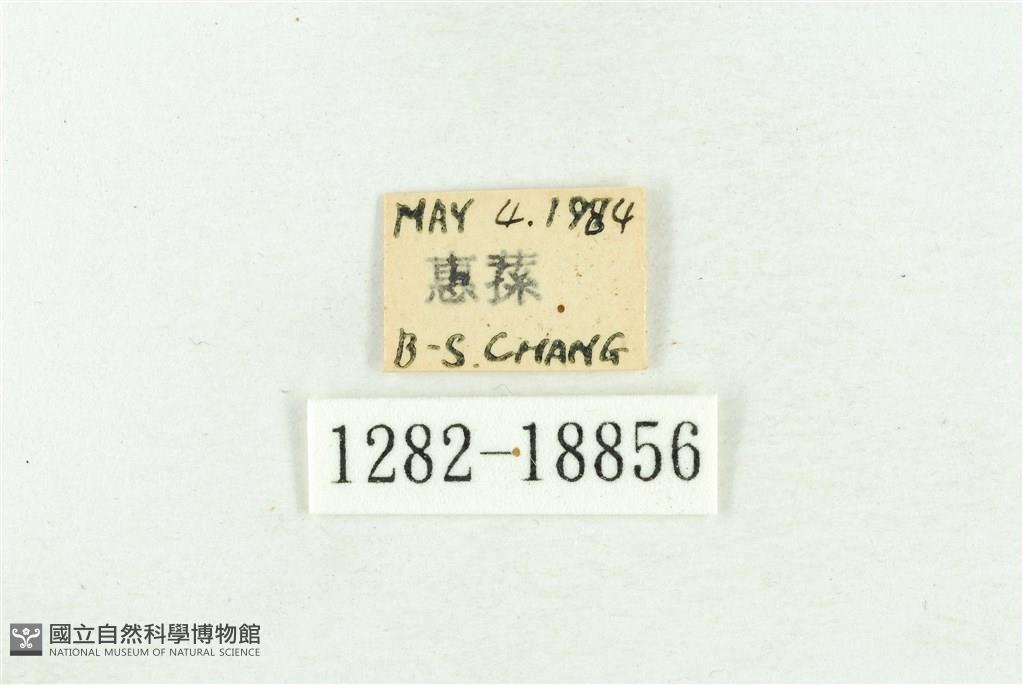 MAY 4.1984
惠蓀
B-S.CHANG
1282-18856
國立自然科學博物館
NATIONAL MUSEUM OF NATURAL SCIENCE